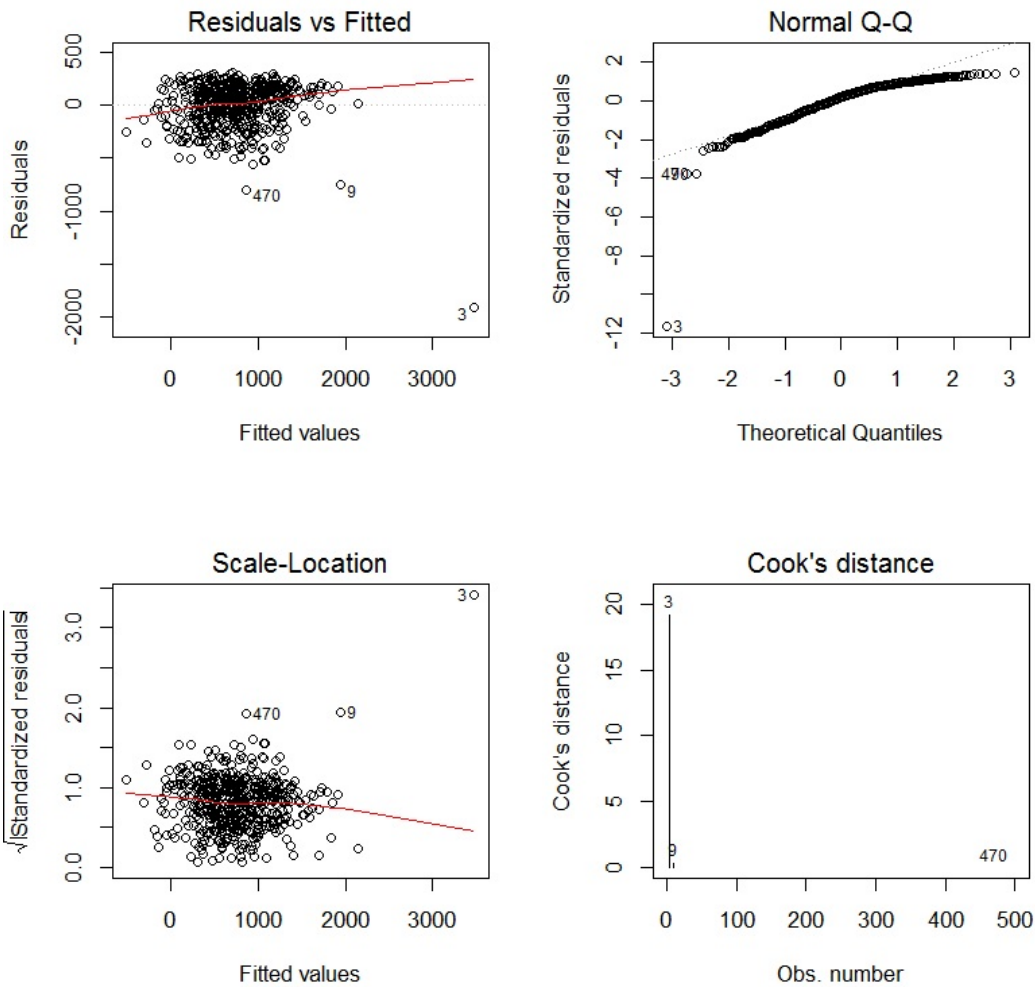 Residuals vs Fitted
Residuals
500
0
-1000
-2000
470
9
3
0 1000 2000 3000
Fitted values
Normal Q-Q
Standardized residuals
2
0
-2
-4
-6
-8
-12
3
-3 -2 -1 0 1 2 3
Theoretical Quantiles
Scale-Location
√|Standardized residuals|
3.0
2.0
1.0
0.0
3
470
9
0 1000 2000 3000
Fitted values
Cook's distance
Cook's distance
20
15
10
5
0
3
9
470
0 100 200 300 400 500
Obs. number